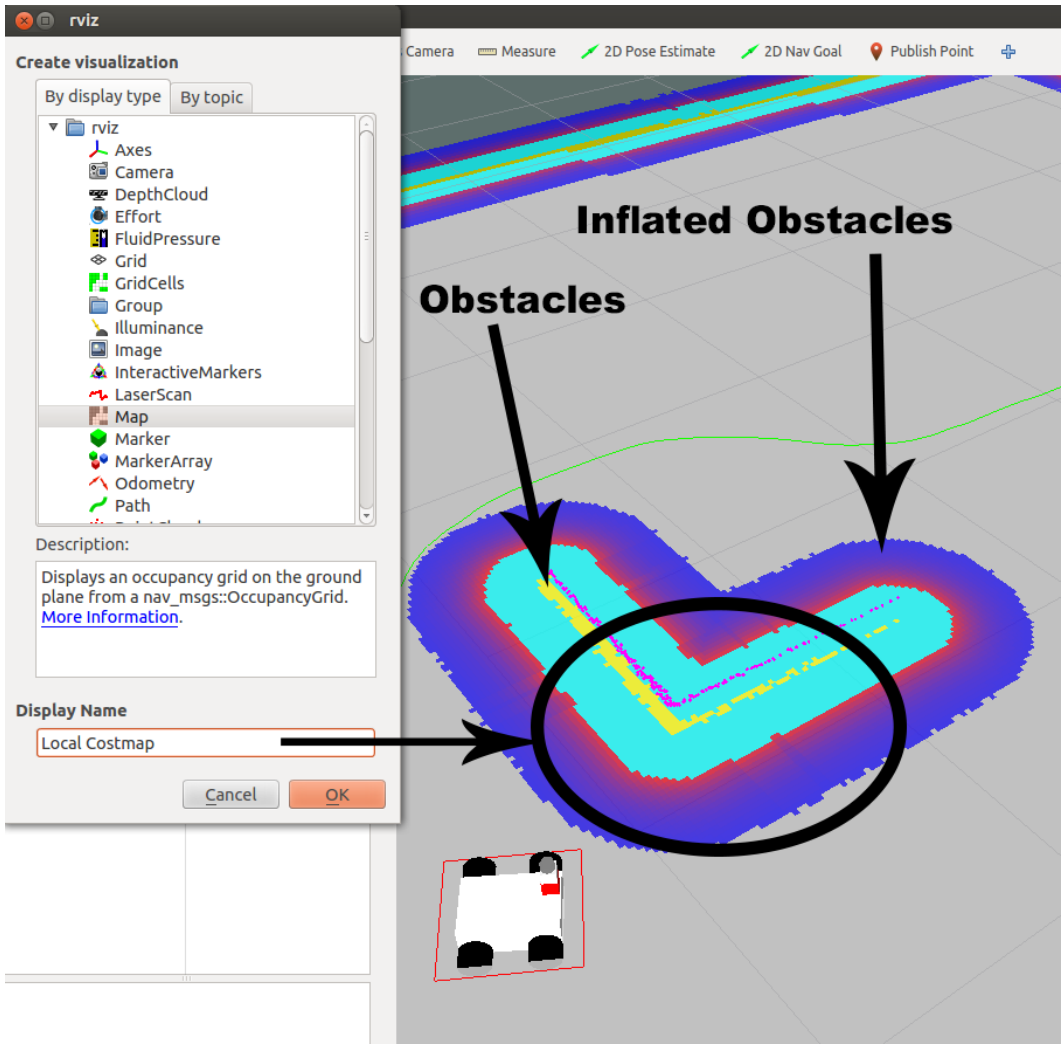 rviz
Create visualization
By display type
By topic
rviz
Axes
Camera
DepthCloud
Effort
FluidPressure
Grid
GridCells
Group
Illuminance
Image
InteractiveMarkers
LaserScan
Map
Marker
MarkerArray
Odometry
Path
Description:
Displays an occupancy grid on the ground
plane from a nav_msgs::OccupancyGrid.
More Information.
Display Name
Local Costmap
Cancel
OK
Camera
Measure
2D Pose Estimate
2D Nav Goal
Publish Point
Inflated Obstacles
Obstacles